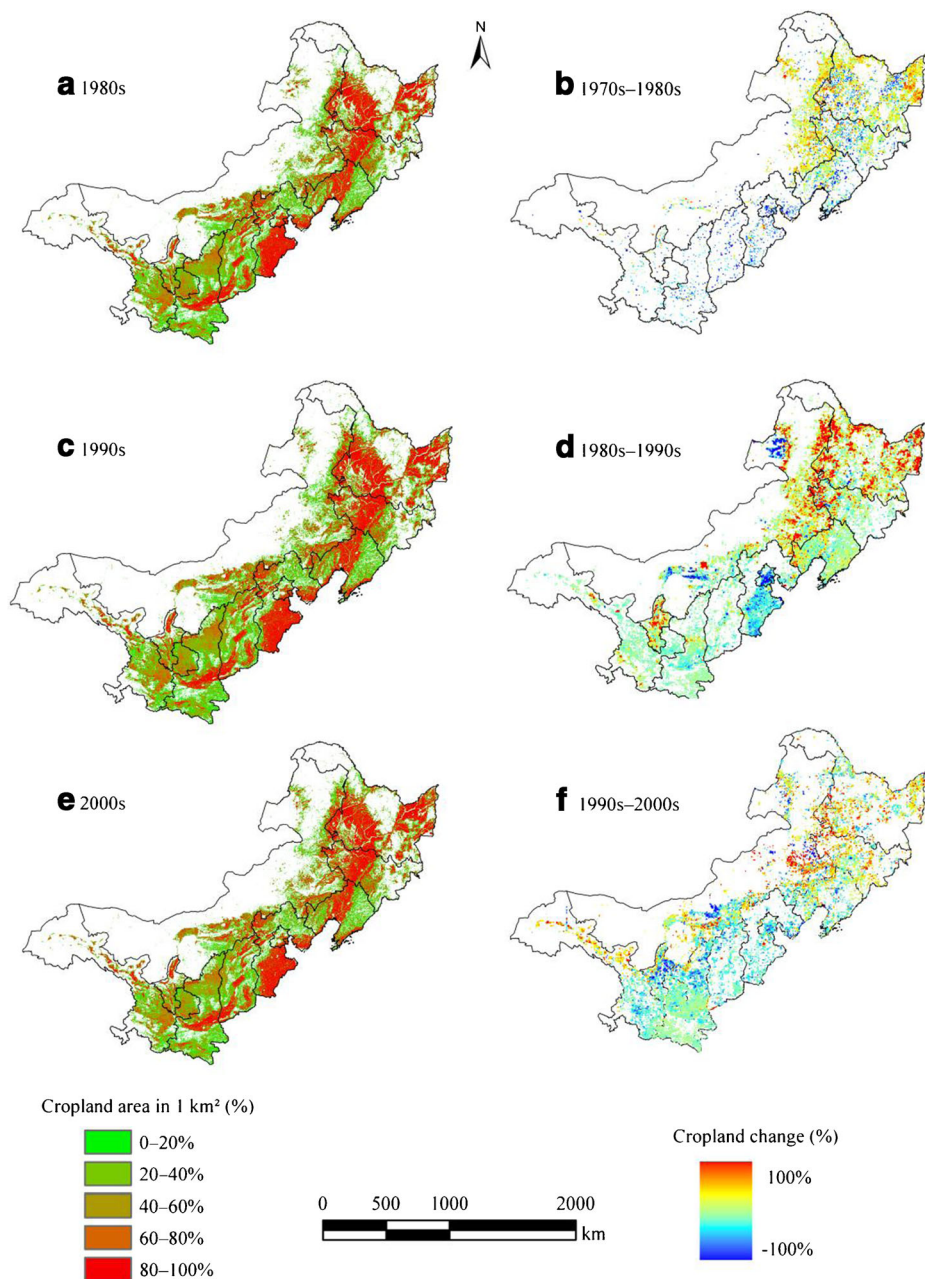 N
a 1980s
b 1970s–1980s
c 1990s
d 1980s–1990s
e 2000s
f 1990s–2000s
Cropland area in 1 km² (%)
0–20%
20–40%
40–60%
60–80%
80–100%
0 500 1000 2000
km
Cropland change (%)
100%
-100%